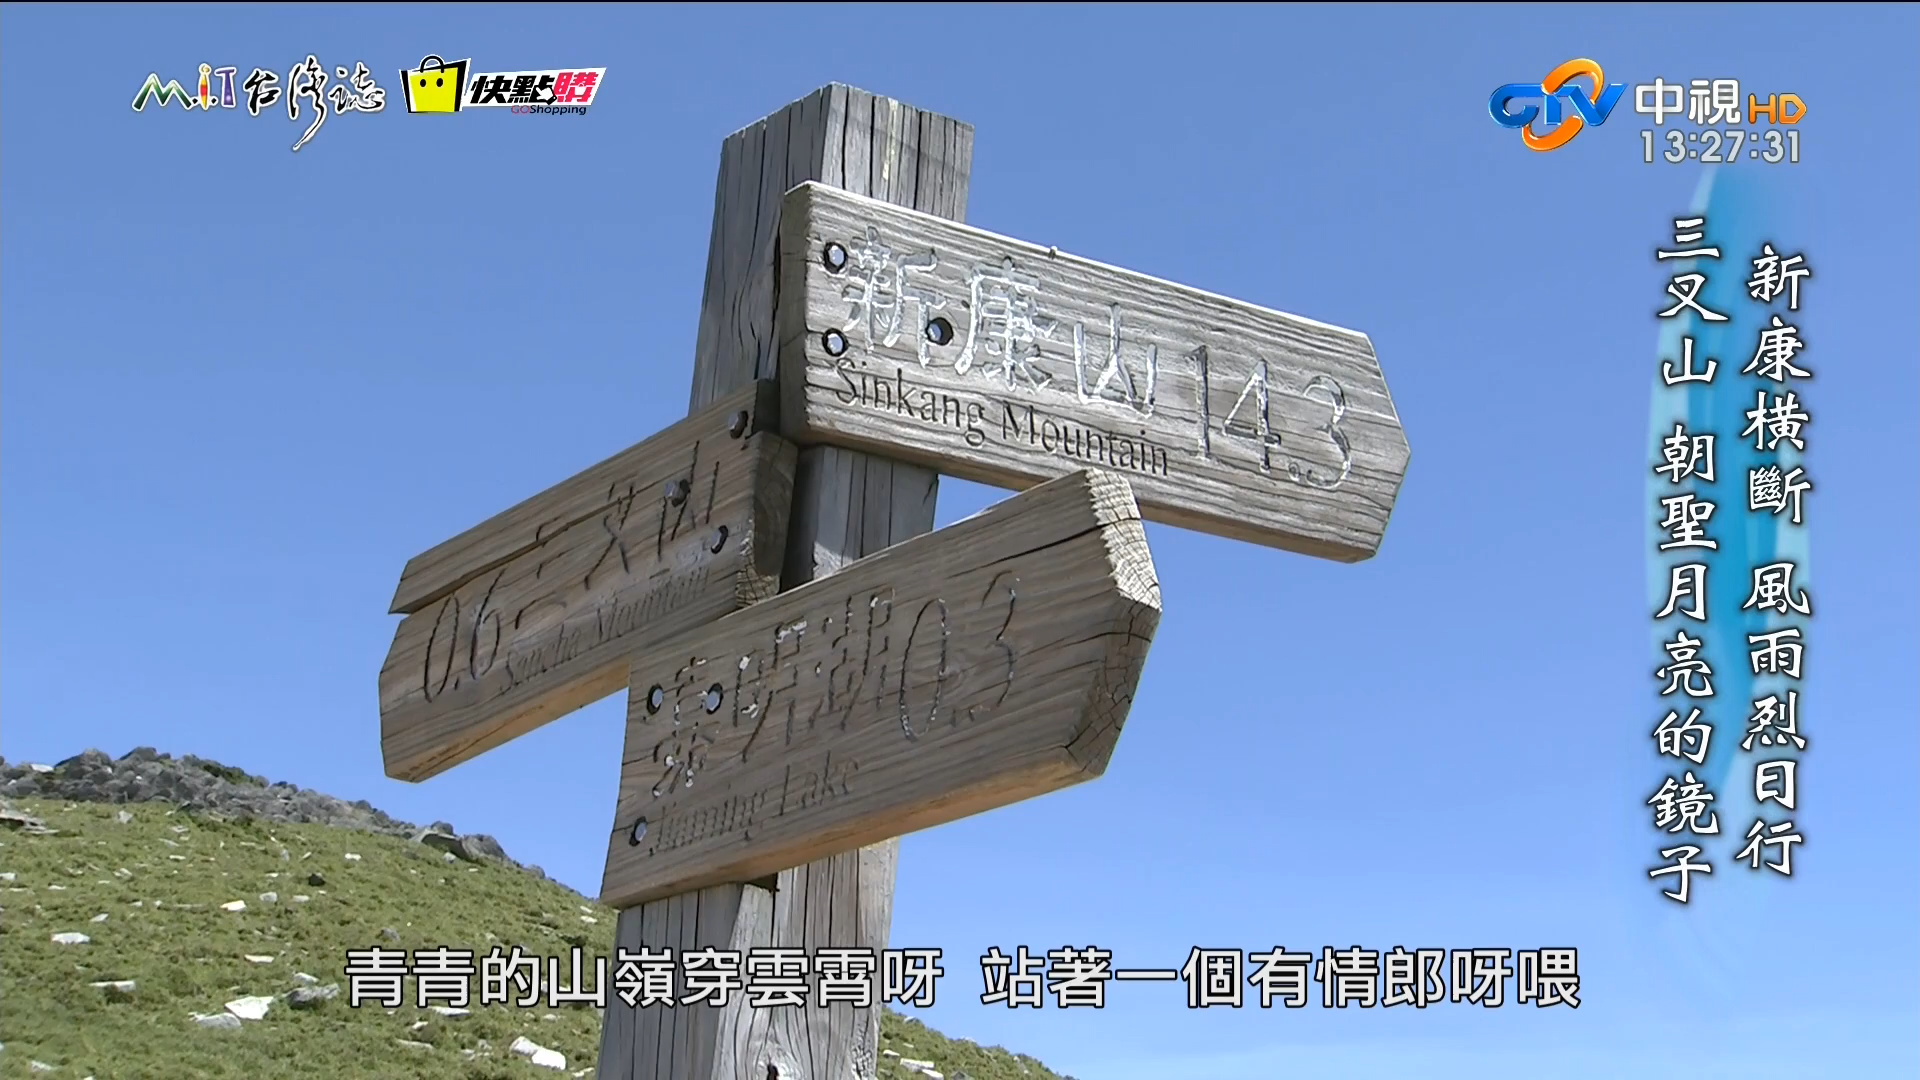 M.I.T台灣誌
快點購
GOShopping
CTV 中視HD
13:27:31
新康橫斷 風雨烈日行
三叉山 朝聖月亮的鏡子
新康山 14.3
Sinkang Mountain
0.6 三叉山
Sancha Mountain
嘉明湖 0.3
Jiaming Lake
青青的山嶺穿雲霄呀 站著一個有情郎呀喂